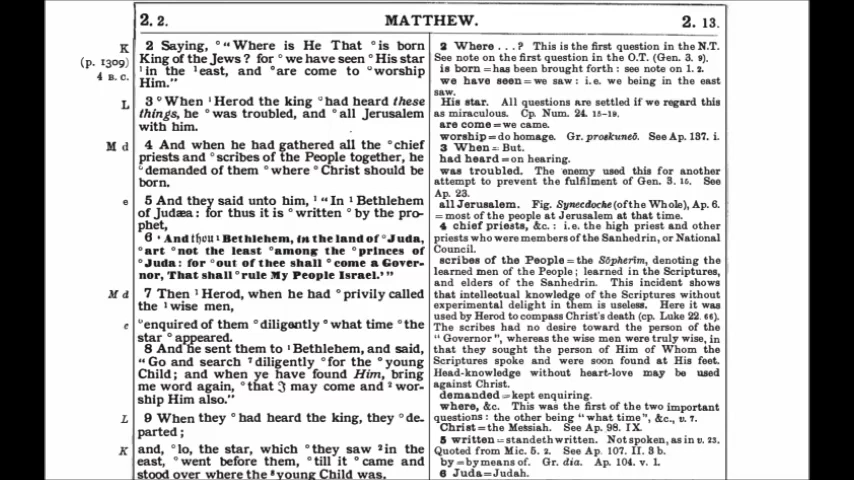 2. 2.
MATTHEW.
2. 13.
K
(p. 1309)
4 B. C.
2 Saying, °“Where is He That °is born
King of the Jews? for °we have seen °His star
¹in the ¹east, and °are come to °worship
Him.”
L
3 °When ¹Herod the king °had heard these
things, he °was troubled, and °all Jerusalem
with him.
M d
4 And when he had gathered all the °chief
priests and °scribes of the People together, he
°demanded of them °where °Christ should be
born.
e
5 And they said unto him, ¹“In ¹Bethlehem
of Judæa: for thus it is °written °by the pro-
phet,
6 ‘And thou ¹Bethlehem, in the land of °Juda,
°art °not the least °among the °princes of
°Juda: for °out of thee shall °come a Gover-
nor, That shall °rule My People Israel.’”
M d
7 Then ¹Herod, when he had °privily called
the ¹wise men,
e
°enquired of them °diligently °what time °the
star °appeared.
8 And he sent them to ¹Bethlehem, and said,
“Go and search ⁷diligently °for the °young
Child; and when ye have found Him, bring
me word again, °that I may come and ²wor-
ship Him also.”
L
9 When they °had heard the king, they °de-
parted;
K
and, °lo, the star, which °they saw ²in the
east, °went before them, °till it °came and
stood over where the ⁸young Child was.
2 Where . . . ? This is the first question in the N.T.
See note on the first question in the O.T. (Gen. 3. 9).
is born = has been brought forth : see note on 1. 2.
we have seen = we saw : i.e. we being in the east
saw.
His star. All questions are settled if we regard this
as miraculous. Cp. Num. 24. 15-19.
are come = we came.
worship = do homage. Gr. proskuneō. See Ap. 137. i.
3 When = But.
had heard = on hearing.
was troubled. The enemy used this for another
attempt to prevent the fulfilment of Gen. 3. 15. See
Ap. 23.
all Jerusalem. Fig. Synecdoche (of the Whole), Ap. 6.
= most of the people at Jerusalem at that time.
4 chief priests, &c. : i.e. the high priest and other
priests who were members of the Sanhedrin, or National
Council.
scribes of the People = the Sōpherīm, denoting the
learned men of the People ; learned in the Scriptures,
and elders of the Sanhedrin. This incident shows
that intellectual knowledge of the Scriptures without
experimental delight in them is useless. Here it was
used by Herod to compass Christ's death (cp. Luke 22. 66).
The scribes had no desire toward the person of the
“Governor”, whereas the wise men were truly wise, in
that they sought the person of Him of Whom the
Scriptures spoke and were soon found at His feet.
Head-knowledge without heart-love may be used
against Christ.
demanded = kept enquiring.
where, &c. This was the first of the two important
questions : the other being “what time”, &c., v. 7.
Christ = the Messiah. See Ap. 98. IX.
5 written = standeth written. Not spoken, as in v. 23.
Quoted from Mic. 5. 2. See Ap. 107. II. 3 b.
by = by means of. Gr. dia. Ap. 104. v. 1.
6 Juda = Judah.